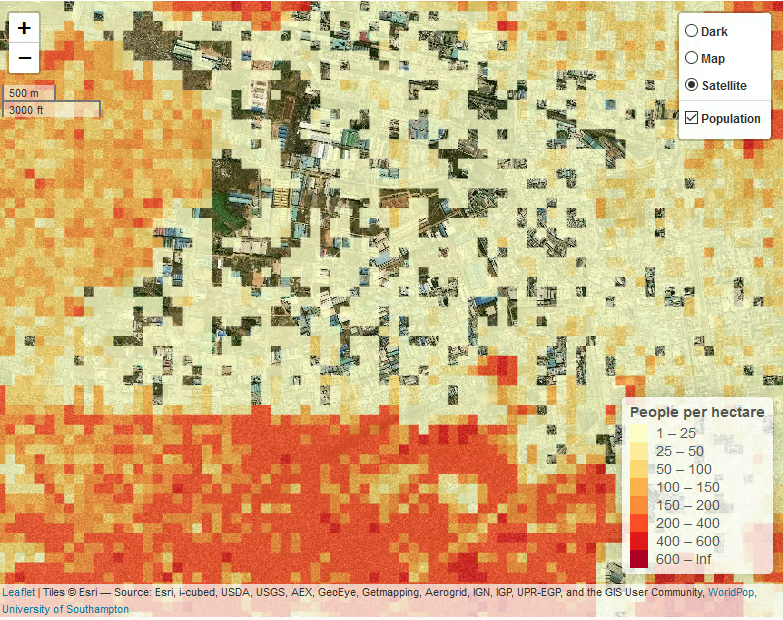 +
−
500 m
3000 ft
Dark
Map
Satellite
Population
People per hectare
1 – 25
25 – 50
50 – 100
100 – 150
150 – 200
200 – 400
400 – 600
600 – Inf
Leaflet | Tiles © Esri — Source: Esri, i-cubed, USDA, USGS, AEX, GeoEye, Getmapping, Aerogrid, IGN, IGP, UPR-EGP, and the GIS User Community, WorldPop,
University of Southampton